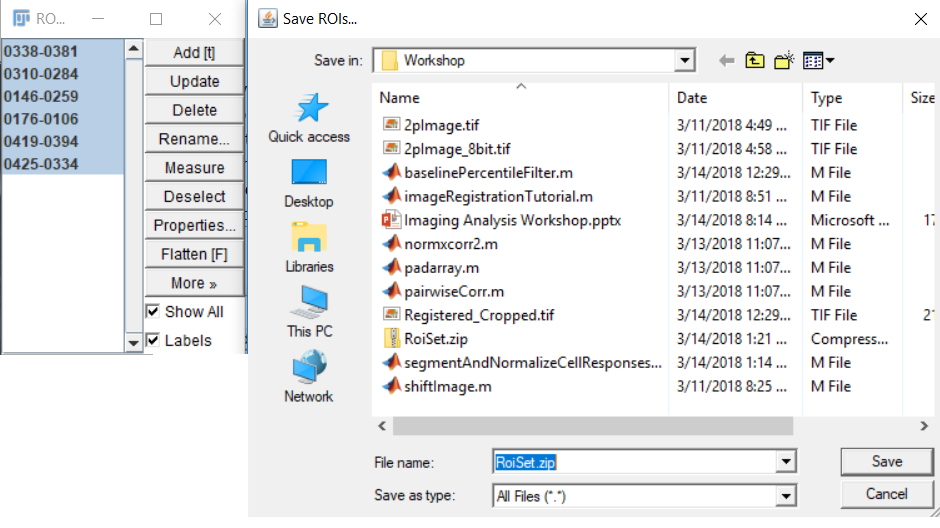 RO...
0338-0381
0310-0284
0146-0259
0176-0106
0419-0394
0425-0334
Add [t]
Update
Delete
Rename...
Measure
Deselect
Properties...
Flatten [F]
More »
Show All
Labels
Save ROIs...
Save in: Workshop
Quick access
Desktop
Libraries
This PC
Network
Name Date Type Size
2pImage.tif 3/11/2018 4:49 ... TIF File
2pImage_8bit.tif 3/11/2018 4:58 ... TIF File
baselinePercentileFilter.m 3/14/2018 12:29... M File
imageRegistrationTutorial.m 3/11/2018 8:51 ... M File
Imaging Analysis Workshop.pptx 3/14/2018 8:14 ... Microsoft ... 17
normxcorr2.m 3/13/2018 11:07... M File
padarray.m 3/13/2018 11:07... M File
pairwiseCorr.m 3/13/2018 11:07... M File
Registered_Cropped.tif 3/14/2018 12:29... TIF File 21
RoiSet.zip 3/14/2018 1:21 ... Compress...
segmentAndNormalizeCellResponses... 3/14/2018 1:14 ... M File
shiftImage.m 3/11/2018 8:25 ... M File
File name: RoiSet.zip Save
Save as type: All Files (*.*) Cancel